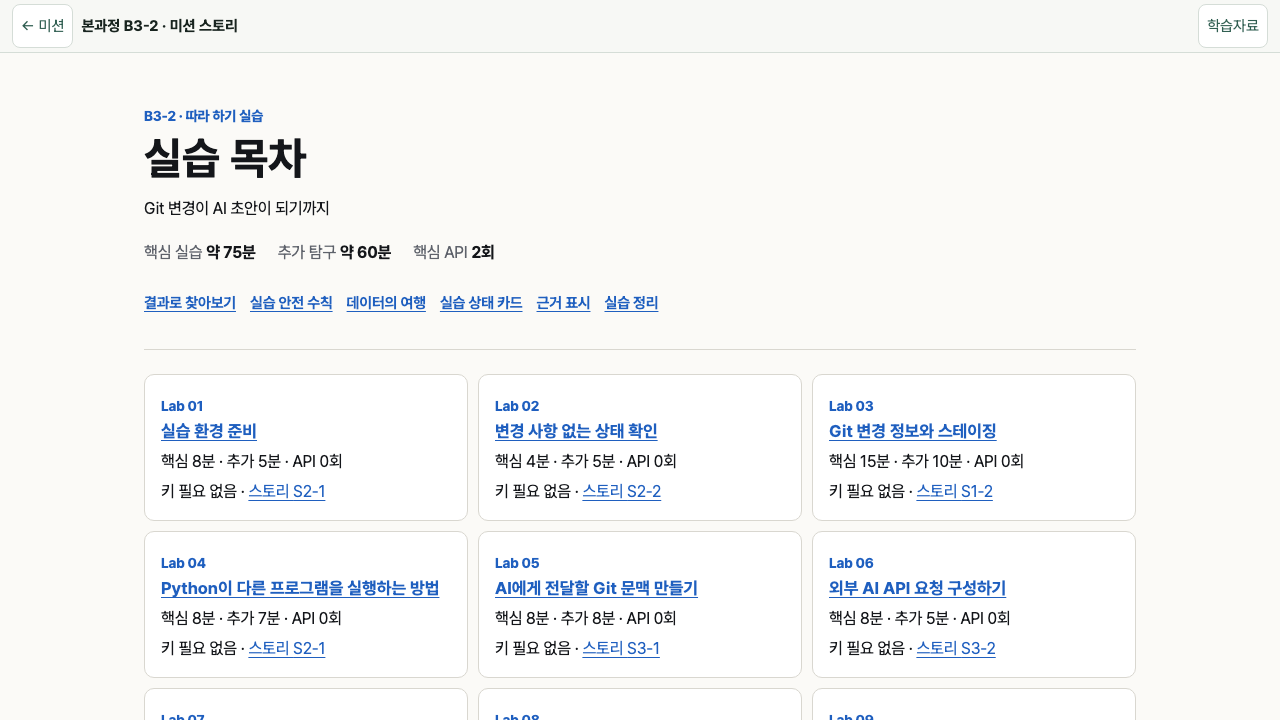 ← 미션 본과정 B3-2 · 미션 스토리 학습자료
B3-2 · 따라 하기 실습
실습 목차
Git 변경이 AI 초안이 되기까지
핵심 실습 약 75분 추가 탐구 약 60분 핵심 API 2회
결과로 찾아보기 실습 안전 수칙 데이터의 여행 실습 상태 카드 근거 표시 실습 정리
Lab 01
실습 환경 준비
핵심 8분 · 추가 5분 · API 0회
키 필요 없음 · 스토리 S2-1
Lab 02
변경 사항 없는 상태 확인
핵심 4분 · 추가 5분 · API 0회
키 필요 없음 · 스토리 S2-2
Lab 03
Git 변경 정보와 스테이징
핵심 15분 · 추가 10분 · API 0회
키 필요 없음 · 스토리 S1-2
Lab 04
Python이 다른 프로그램을 실행하는 방법
핵심 8분 · 추가 7분 · API 0회
키 필요 없음 · 스토리 S2-1
Lab 05
AI에게 전달할 Git 문맥 만들기
핵심 8분 · 추가 8분 · API 0회
키 필요 없음 · 스토리 S3-1
Lab 06
외부 AI API 요청 구성하기
핵심 8분 · 추가 5분 · API 0회
키 필요 없음 · 스토리 S3-2
Lab 07
Lab 08
Lab 09